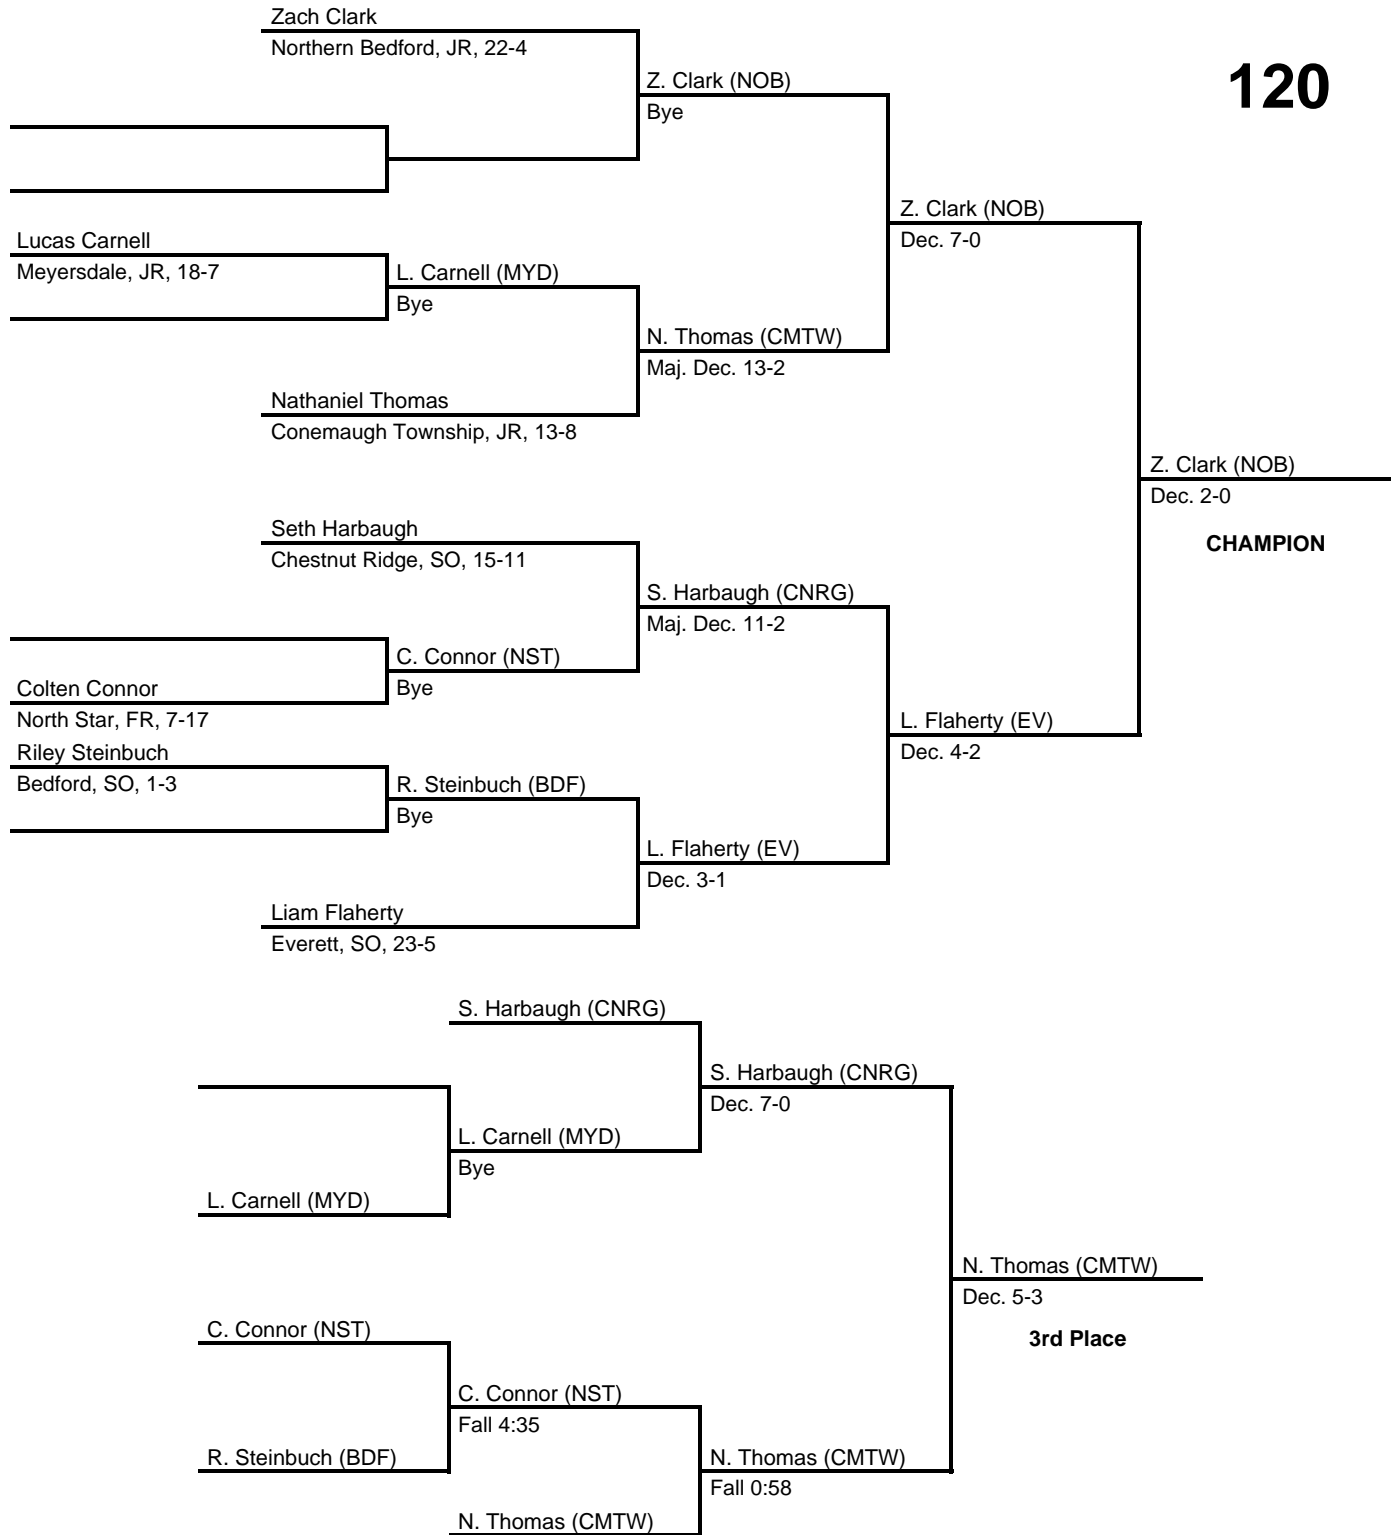 Zach Clark
Northern Bedford, JR, 22-4
120
Z. Clark (NOB)
Bye
Z. Clark (NOB)
Dec. 7-0
Lucas Carnell
Meyersdale, JR, 18-7
L. Carnell (MYD)
Bye
N. Thomas (CMTW)
Maj. Dec. 13-2
Nathaniel Thomas
Conemaugh Township, JR, 13-8
Z. Clark (NOB)
Dec. 2-0
CHAMPION
Seth Harbaugh
Chestnut Ridge, SO, 15-11
S. Harbaugh (CNRG)
Maj. Dec. 11-2
C. Connor (NST)
Bye
Colten Connor
North Star, FR, 7-17
L. Flaherty (EV)
Dec. 4-2
Riley Steinbuch
Bedford, SO, 1-3
R. Steinbuch (BDF)
Bye
L. Flaherty (EV)
Dec. 3-1
Liam Flaherty
Everett, SO, 23-5
S. Harbaugh (CNRG)
S. Harbaugh (CNRG)
Dec. 7-0
L. Carnell (MYD)
Bye
L. Carnell (MYD)
N. Thomas (CMTW)
Dec. 5-3
3rd Place
C. Connor (NST)
C. Connor (NST)
Fall 4:35
R. Steinbuch (BDF)
N. Thomas (CMTW)
Fall 0:58
N. Thomas (CMTW)